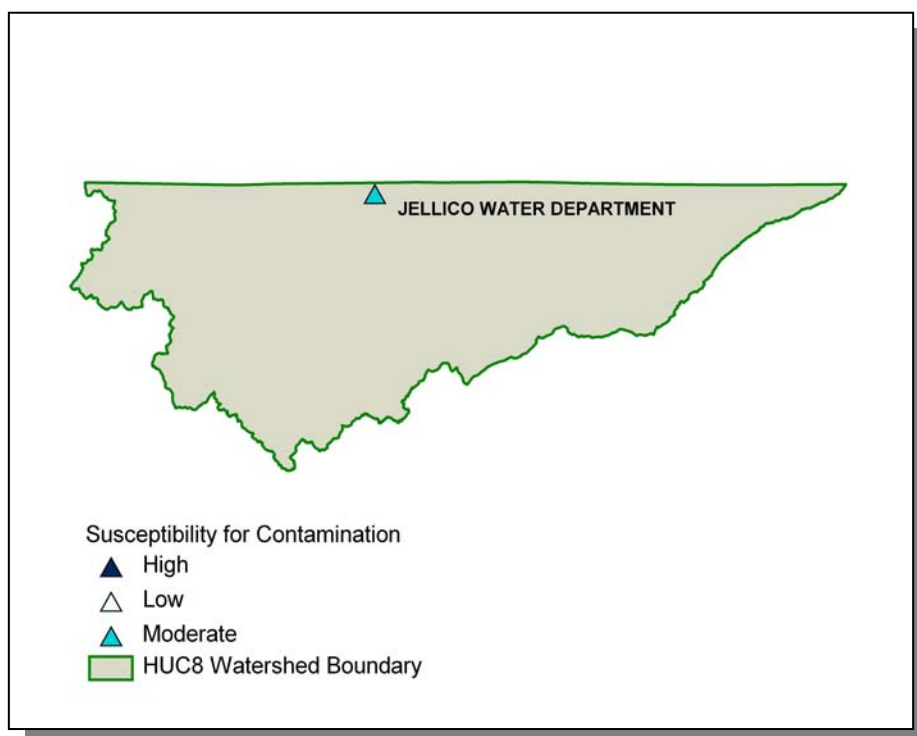 JELLICO WATER DEPARTMENT
Susceptibility for Contamination
High
Low
Moderate
HUC8 Watershed Boundary